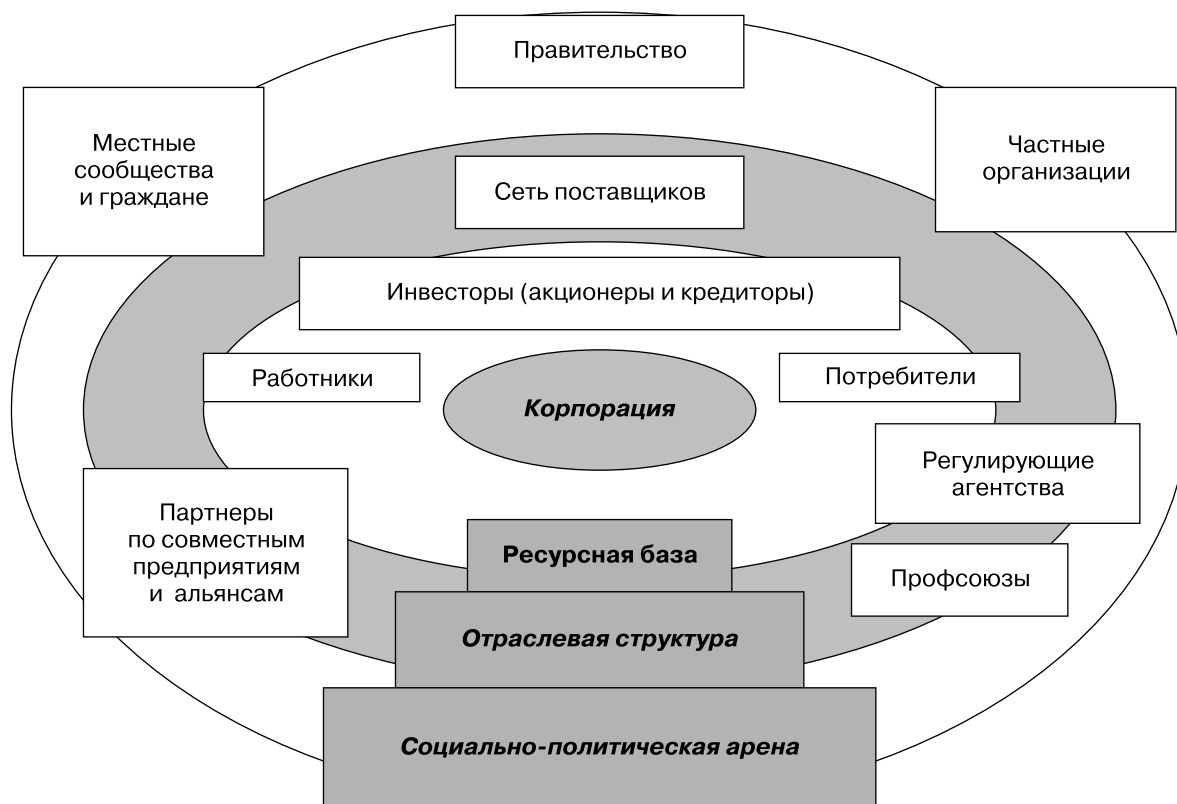 Правительство
Местные
сообщества
и граждане
Частные
организации
Сеть поставщиков
Инвесторы (акционеры и кредиторы)
Работники
Потребители
Корпорация
Регулирующие
агентства
Партнеры
по совместным
предприятиям
и альянсам
Ресурсная база
Профсоюзы
Отраслевая структура
Социально-политическая арена